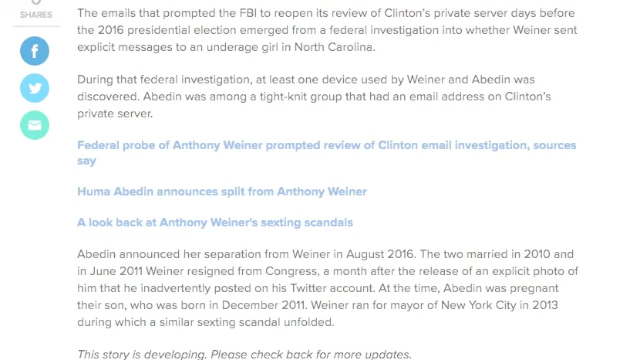 SHARES
The emails that prompted the FBI to reopen its review of Clinton's private server days before
the 2016 presidential election emerged from a federal investigation into whether Weiner sent
explicit messages to an underage girl in North Carolina.
During that federal investigation, at least one device used by Weiner and Abedin was
discovered. Abedin was among a tight-knit group that had an email address on Clinton's
private server.
Federal probe of Anthony Weiner prompted review of Clinton email investigation, sources
say
Huma Abedin announces split from Anthony Weiner
A look back at Anthony Weiner's sexting scandals
Abedin announced her separation from Weiner in August 2016. The two married in 2010 and
in June 2011 Weiner resigned from Congress, a month after the release of an explicit photo of
him that he inadvertently posted on his Twitter account. At the time, Abedin was pregnant
their son, who was born in December 2011. Weiner ran for mayor of New York City in 2013
during which a similar sexting scandal unfolded.
This story is developing. Please check back for more updates.